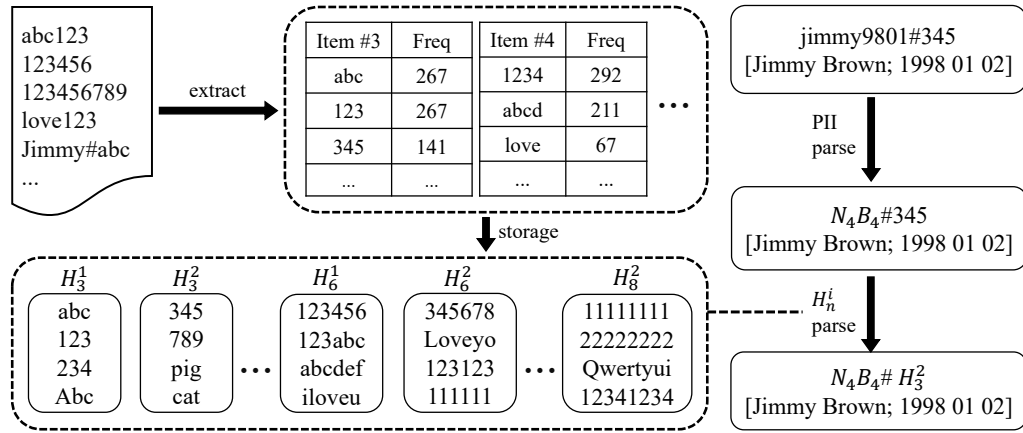 abc123
123456
123456789
love123
Jimmy#abc
...
extract
Item #3 Freq
abc 267
123 267
345 141
... ...
Item #4 Freq
1234 292
abcd 211
love 67
... ...
...
storage
H_3^1
abc
123
234
Abc
H_3^2
345
789
pig
cat
...
H_6^1
123456
123abc
abcdef
iloveu
H_6^2
345678
Loveyo
123123
111111
...
H_8^2
11111111
22222222
Qwertyui
12341234
jimmy9801#345
[Jimmy Brown; 1998 01 02]
PII
parse
N_4B_4#345
[Jimmy Brown; 1998 01 02]
H_n^i
parse
N_4B_4# H_3^2
[Jimmy Brown; 1998 01 02]